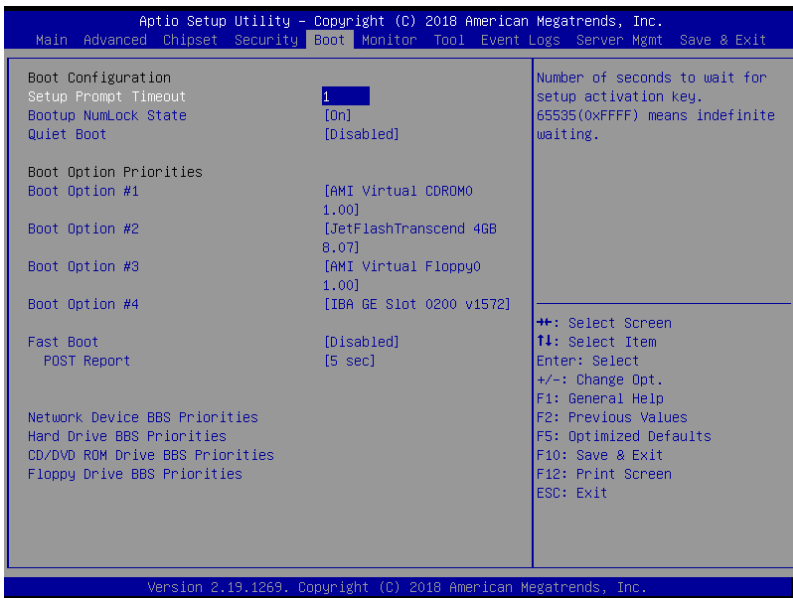 Aptio Setup Utility – Copyright (C) 2018 American Megatrends, Inc.
Main Advanced Chipset Security Boot Monitor Tool Event Logs Server Mgmt Save & Exit
Boot Configuration
Setup Prompt Timeout 1
Bootup NumLock State [On]
Quiet Boot [Disabled]
Boot Option Priorities
Boot Option #1 [AMI Virtual CDROM0
1.00]
Boot Option #2 [JetFlashTranscend 4GB
8.07]
Boot Option #3 [AMI Virtual Floppy0
1.00]
Boot Option #4 [IBA GE Slot 0200 v1572]
Fast Boot [Disabled]
POST Report [5 sec]
Network Device BBS Priorities
Hard Drive BBS Priorities
CD/DVD ROM Drive BBS Priorities
Floppy Drive BBS Priorities
Number of seconds to wait for
setup activation key.
65535(0xFFFF) means indefinite
waiting.
→←: Select Screen
↑↓: Select Item
Enter: Select
+/-: Change Opt.
F1: General Help
F2: Previous Values
F5: Optimized Defaults
F10: Save & Exit
F12: Print Screen
ESC: Exit
Version 2.19.1269. Copyright (C) 2018 American Megatrends, Inc.